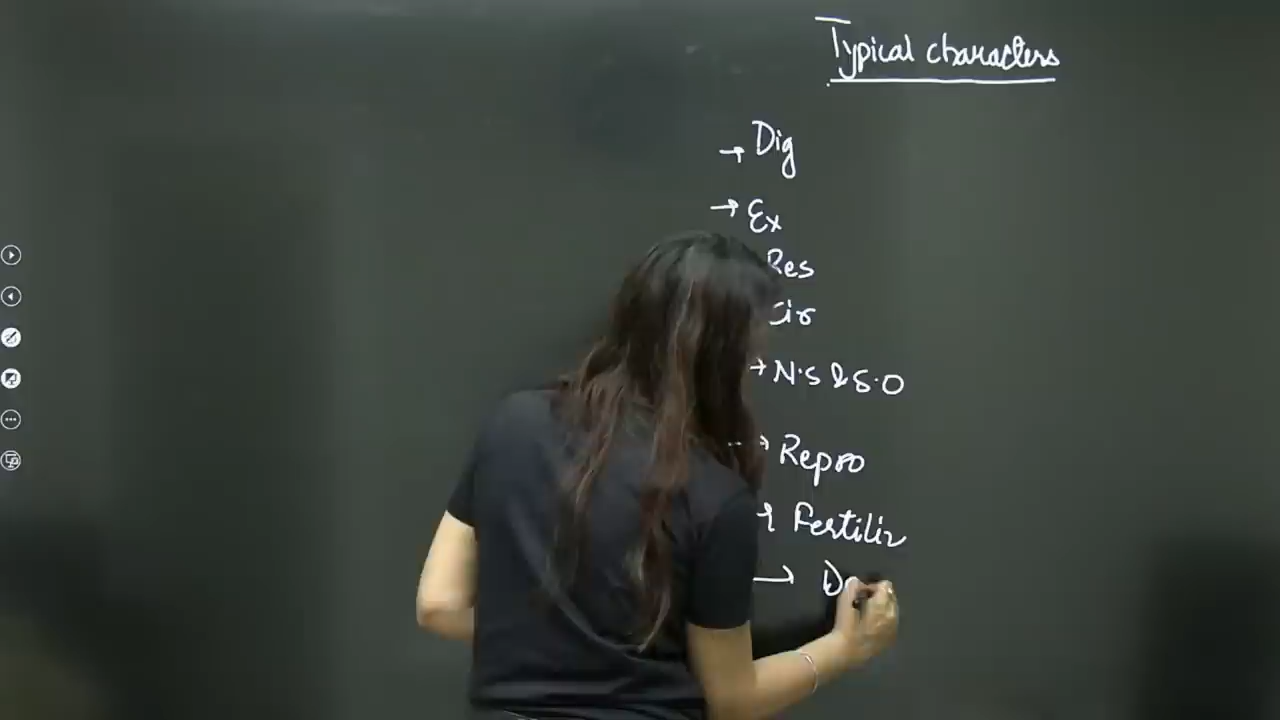 Typical characters
→ Dig
→ Ex
Res
Cir
→ N.S & S.O
→ Repro
→ Fertiliz
→